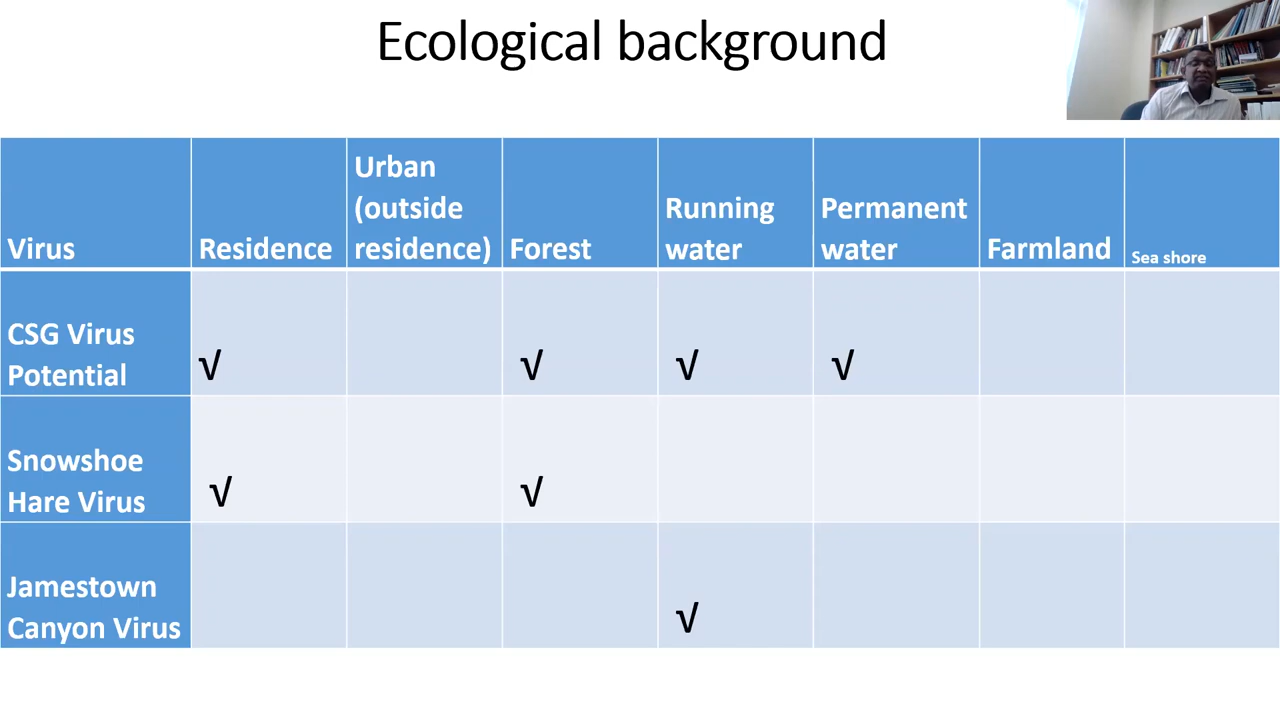 Ecological background
Virus
Residence
Urban
(outside
residence)
Forest
Running
water
Permanent
water
Farmland
Sea shore
CSG Virus
Potential
√ √ √ √
Snowshoe
Hare Virus
√ √
Jamestown
Canyon Virus
√